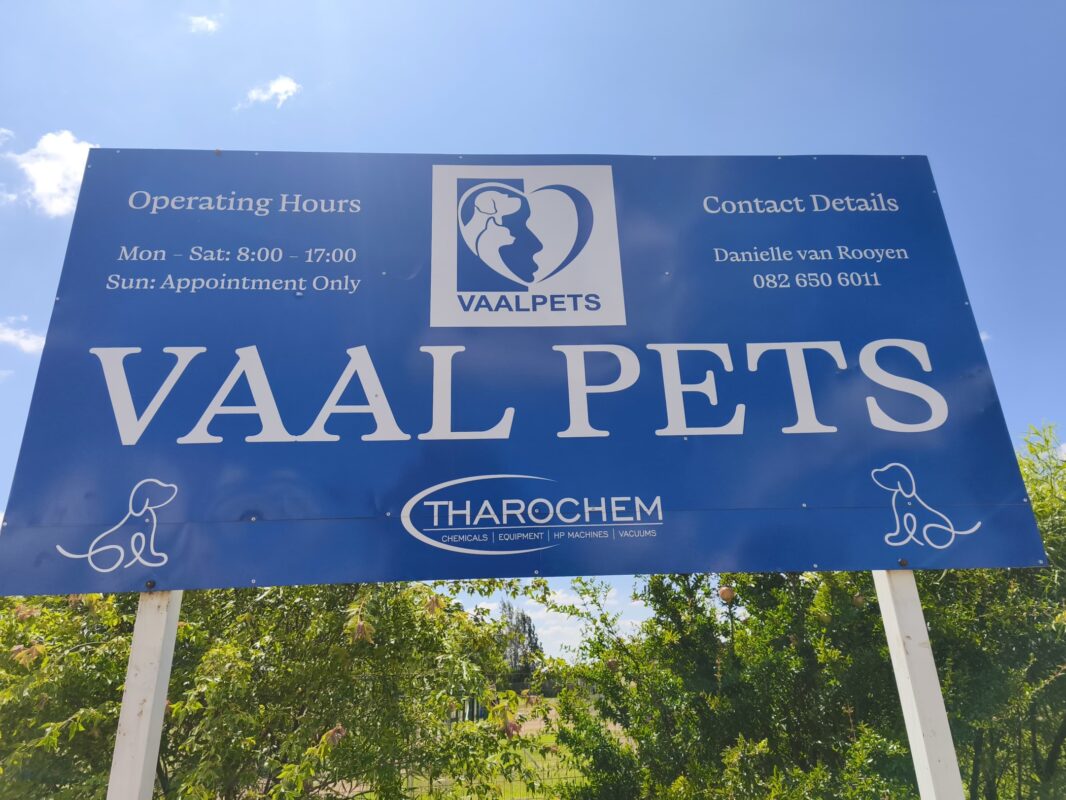 Operating Hours
Mon - Sat: 8:00 - 17:00
Sun: Appointment Only
VAALPETS
Contact Details
Danielle van Rooyen
082 650 6011
VAAL PETS
THAROCHEM
CHEMICALS | EQUIPMENT | HP MACHINES | VACUUMS